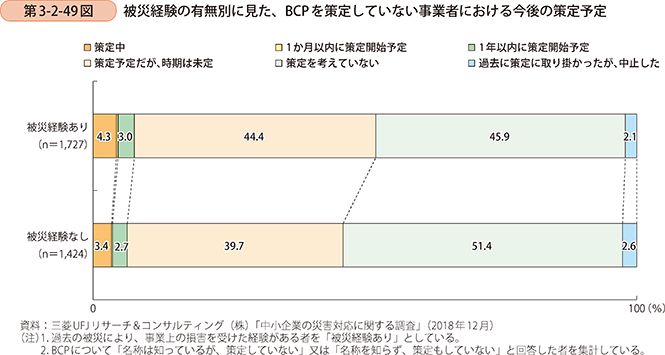 第3-2-49図 被災経験の有無別に見た、BCPを策定していない事業者における今後の策定予定
策定中 1か月以内に策定開始予定 1年以内に策定開始予定
策定予定だが、時期は未定 策定を考えていない 過去に策定に取り掛かったが、中止した
被災経験あり
(n=1,727)
4.3 3.0 44.4 45.9 2.1
被災経験なし
(n=1,424)
3.4 2.7 39.7 51.4 2.6
0 100(%)
資料:三菱UFJリサーチ&コンサルティング(株)「中小企業の災害対応に関する調査」(2018年12月)
(注)1. 過去の被災により、事業上の損害を受けた経験がある者を「被災経験あり」としている。
2. BCPについて「名称は知っているが、策定していない」又は「名称を知らず、策定もしていない」と回答した者を集計している。